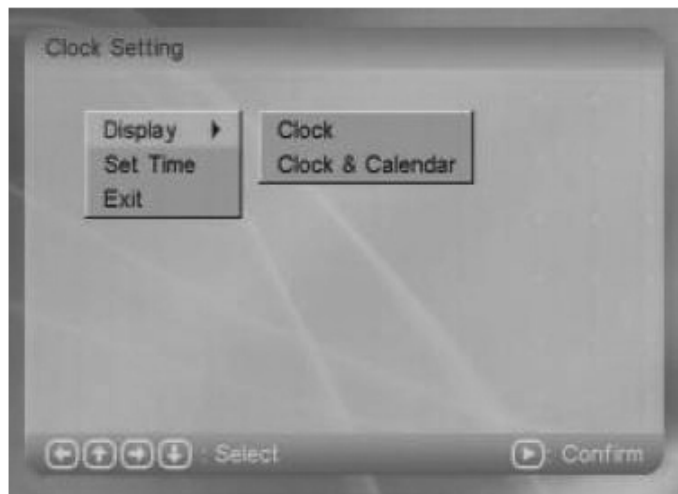 Clock Setting
Display
Set Time
Exit
Clock
Clock & Calendar
: Select
: Confirm